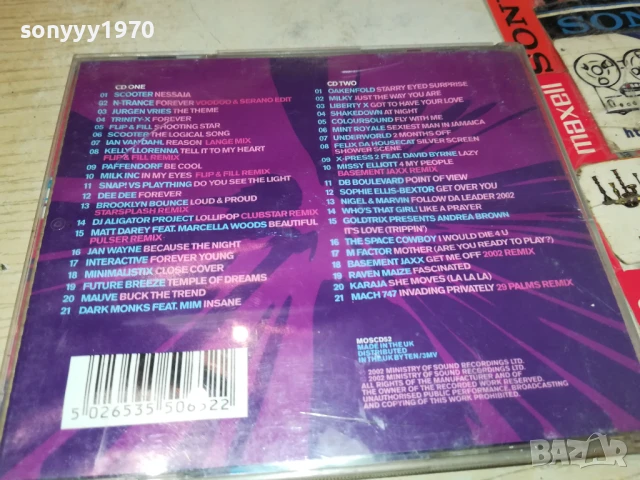 sonyyy1970
CD ONE
01 SCOOTER NESSAJA
02 N-TRANCE FOREVER VOODOO & SERANO EDIT
03 JURGEN VRIES THE THEME
04 TRINITY-X FOREVER
05 FLIP & FILL SHOOTING STAR
06 SCOOTER THE LOGICAL SONG
07 IAN VAN DAHL REASON LANGE MIX
08 KELLY LLORENNA TELL IT TO MY HEART
FLIP & FILL REMIX
09 PAFFENDORF BE COOL
10 MILK INC IN MY EYES FLIP & FILL REMIX
11 SNAP! VS PLAYTHING DO YOU SEE THE LIGHT
12 DEE DEE FOREVER
13 BROOKLYN BOUNCE LOUD & PROUD
STARSPLASH REMIX
14 DJ ALIGATOR PROJECT LOLLIPOP CLUBSTAR REMIX
15 MATT DAREY FEAT. MARCELLA WOODS BEAUTIFUL
PULSER REMIX
16 JAN WAYNE BECAUSE THE NIGHT
17 INTERACTIVE FOREVER YOUNG
18 MINIMALISTIX CLOSE COVER
19 FUTURE BREEZE TEMPLE OF DREAMS
20 MAUVE BUCK THE TREND
21 DARK MONKS FEAT. MIM INSANE
CD TWO
01 OAKENFOLD STARRY EYED SURPRISE
02 MILKY JUST THE WAY YOU ARE
03 LIBERTY X GOT TO HAVE YOUR LOVE
04 SHAKEDOWN AT NIGHT
05 COLOURSOUND FLY WITH ME
06 MINT ROYALE SEXIEST MAN IN JAMAICA
07 UNDERWORLD 2 MONTHS OFF
08 FELIX DA HOUSECAT SILVER SCREEN
SHOWER SCENE
09 X-PRESS 2 FEAT. DAVID BYRNE LAZY
10 MISSY ELLIOTT 4 MY PEOPLE
BASEMENT JAXX REMIX
11 DB BOULEVARD POINT OF VIEW
12 SOPHIE ELLIS-BEXTOR GET OVER YOU
13 NIGEL & MARVIN FOLLOW DA LEADER 2002
14 WHO'S THAT GIRL! LIKE A PRAYER
15 GOLDTRIX PRESENTS ANDREA BROWN
IT'S LOVE (TRIPPIN')
16 THE SPACE COWBOY I WOULD DIE 4 U
17 M FACTOR MOTHER (ARE YOU READY TO PLAY?)
18 BASEMENT JAXX GET ME OFF 2002 REMIX
19 RAVEN MAIZE FASCINATED
20 KARAJA SHE MOVES (LA LA LA)
21 MACH 747 INVADING PRIVATELY 29 PALMS REMIX
MOSCD52
MADE IN THE UK
DISTRIBUTED
IN THE UK BY TEN/3MV
2002 MINISTRY OF SOUND RECORDINGS LTD.
2002 MINISTRY OF SOUND RECORDINGS LTD.
ALL RIGHTS OF THE MANUFACTURER AND OF
THE OWNER OF THE RECORDED WORK RESERVED.
UNAUTHORISED PUBLIC PERFORMANCE, BROADCASTING
AND COPYING OF THIS WORK PROHIBITED.
5 026535 506522
SONY
maxell
BAZAR